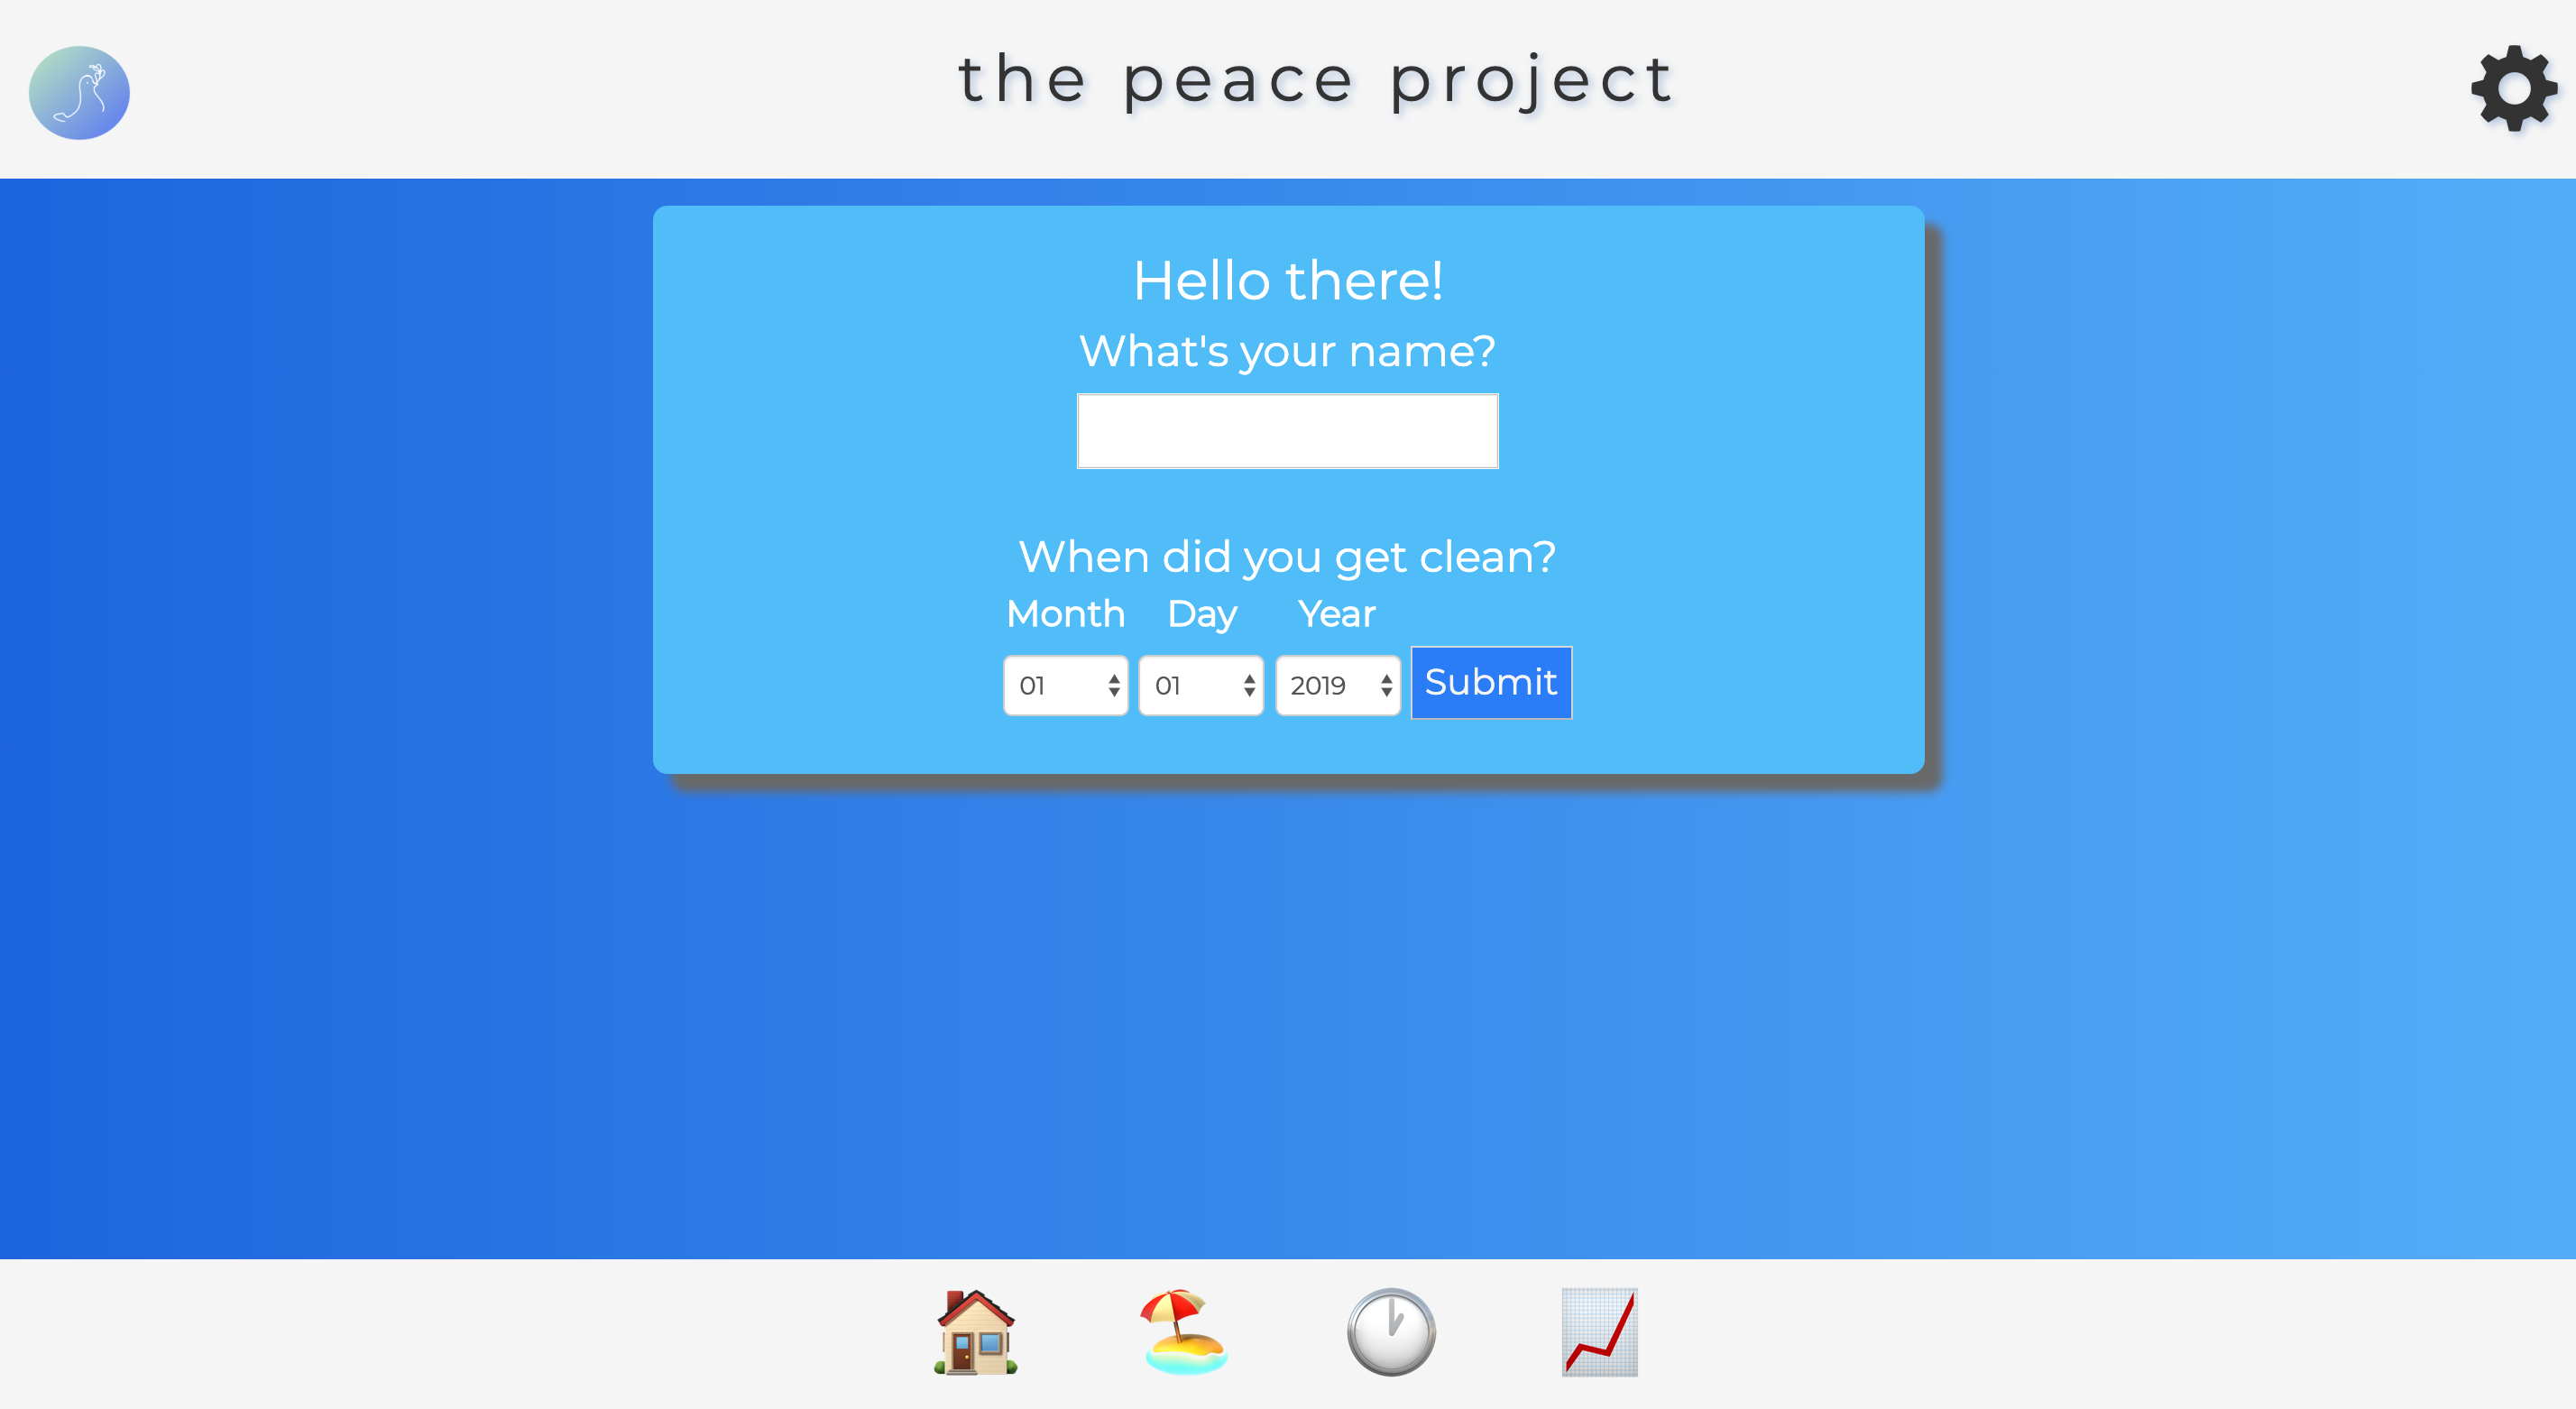 the peace project
Hello there!
What's your name?
When did you get clean?
Month Day Year
01 01 2019 Submit